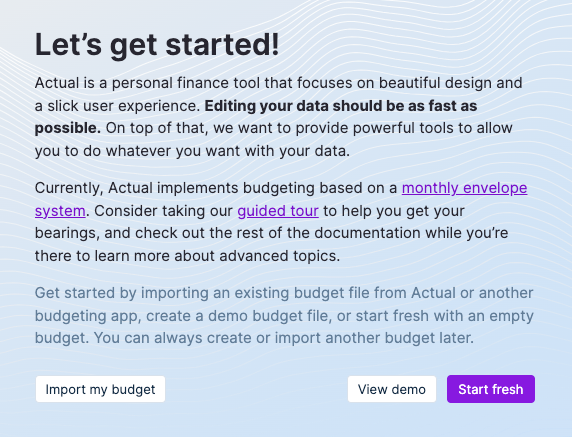 Let’s get started!
Actual is a personal finance tool that focuses on beautiful design and
a slick user experience. Editing your data should be as fast as
possible. On top of that, we want to provide powerful tools to allow
you to do whatever you want with your data.
Currently, Actual implements budgeting based on a monthly envelope
system. Consider taking our guided tour to help you get your
bearings, and check out the rest of the documentation while you’re
there to learn more about advanced topics.
Get started by importing an existing budget file from Actual or another
budgeting app, create a demo budget file, or start fresh with an empty
budget. You can always create or import another budget later.
Import my budget View demo Start fresh